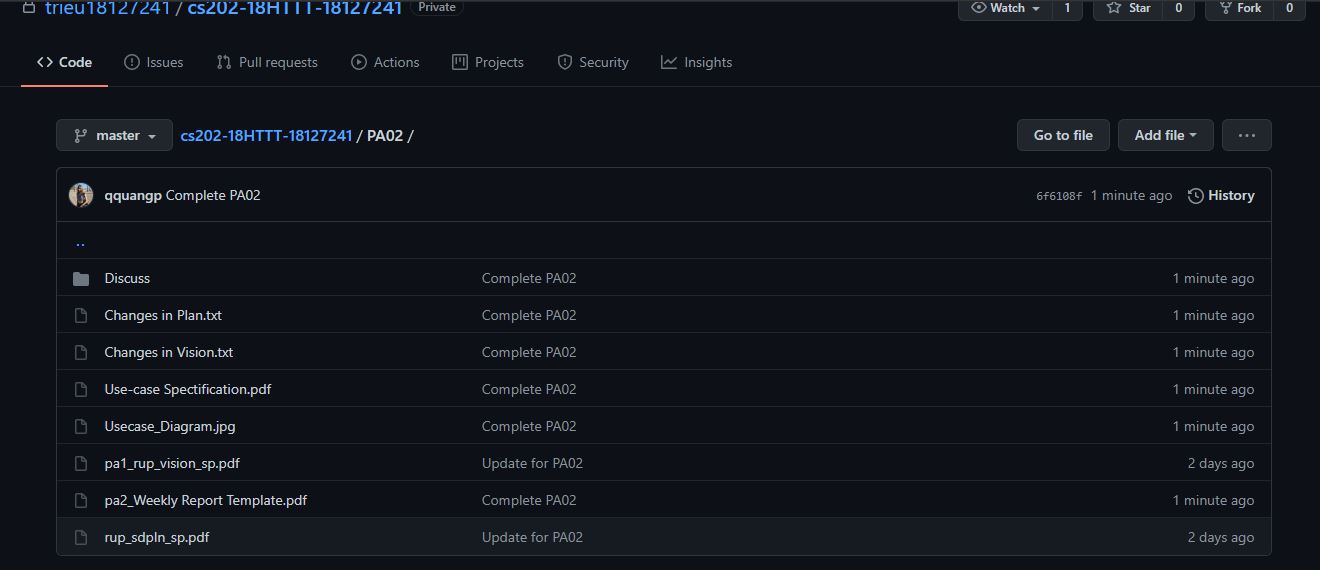 trieu18127241 / cs202-18HTTT-18127241 Private Watch 1 Star 0 Fork 0
Code Issues Pull requests Actions Projects Security Insights
master cs202-18HTTT-18127241 / PA02 / Go to file Add file ...
qquangp Complete PA02 6f6108f 1 minute ago History
..
Discuss Complete PA02 1 minute ago
Changes in Plan.txt Complete PA02 1 minute ago
Changes in Vision.txt Complete PA02 1 minute ago
Use-case Spectification.pdf Complete PA02 1 minute ago
Usecase_Diagram.jpg Complete PA02 1 minute ago
pa1_rup_vision_sp.pdf Update for PA02 2 days ago
pa2_Weekly Report Template.pdf Complete PA02 1 minute ago
rup_sdpln_sp.pdf Update for PA02 2 days ago